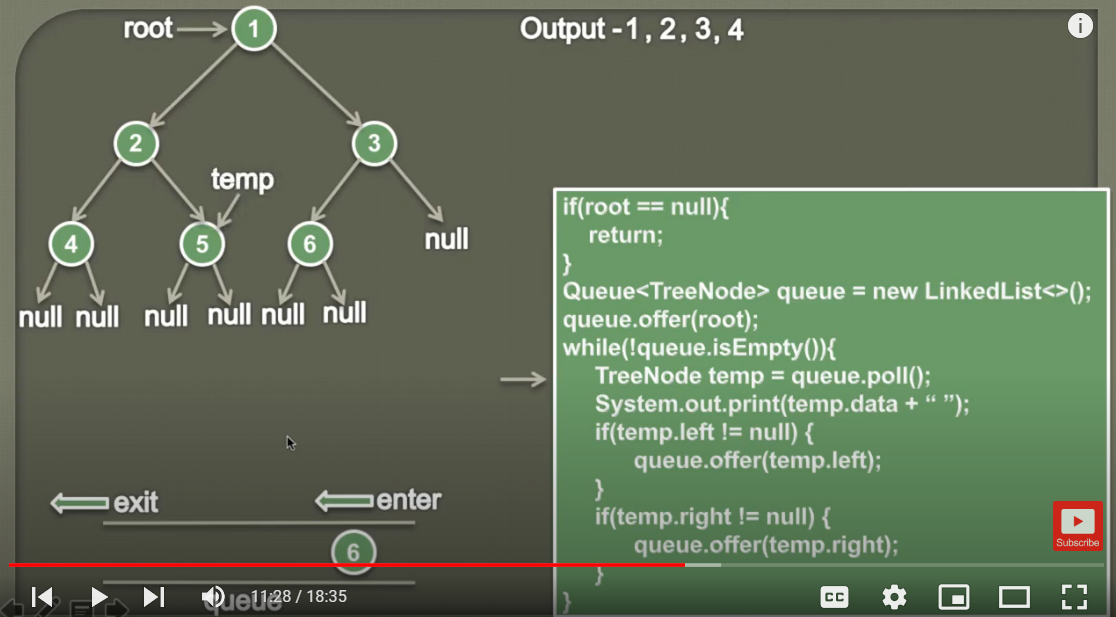 root
1
Output - 1 , 2 , 3, 4
2
3
temp
4
5
6
null
null null null null null null
if(root == null){
return;
}
Queue<TreeNode> queue = new LinkedList<>();
queue.offer(root);
while(!queue.isEmpty()){
TreeNode temp = queue.poll();
System.out.print(temp.data + “ ”);
if(temp.left != null) {
queue.offer(temp.left);
}
if(temp.right != null) {
queue.offer(temp.right);
}
}
exit
enter
6
queue
Subscribe
11:28 / 18:35
CC
i